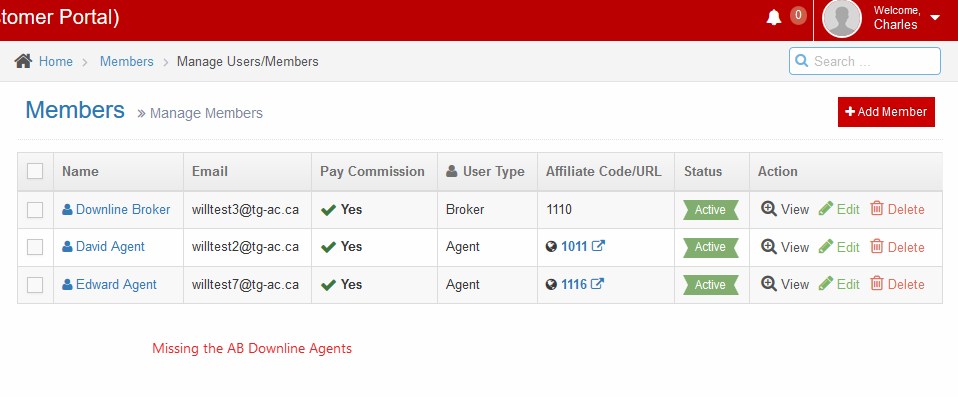 stomer Portal)
0
Welcome,
Charles
Home > Members > Manage Users/Members
Search ...
Members » Manage Members
+ Add Member
Name Email Pay Commission User Type Affiliate Code/URL Status Action
Downline Broker willtest3@tg-ac.ca Yes Broker 1110 Active View Edit Delete
David Agent willtest2@tg-ac.ca Yes Agent 1011 Active View Edit Delete
Edward Agent willtest7@tg-ac.ca Yes Agent 1116 Active View Edit Delete
Missing the AB Downline Agents